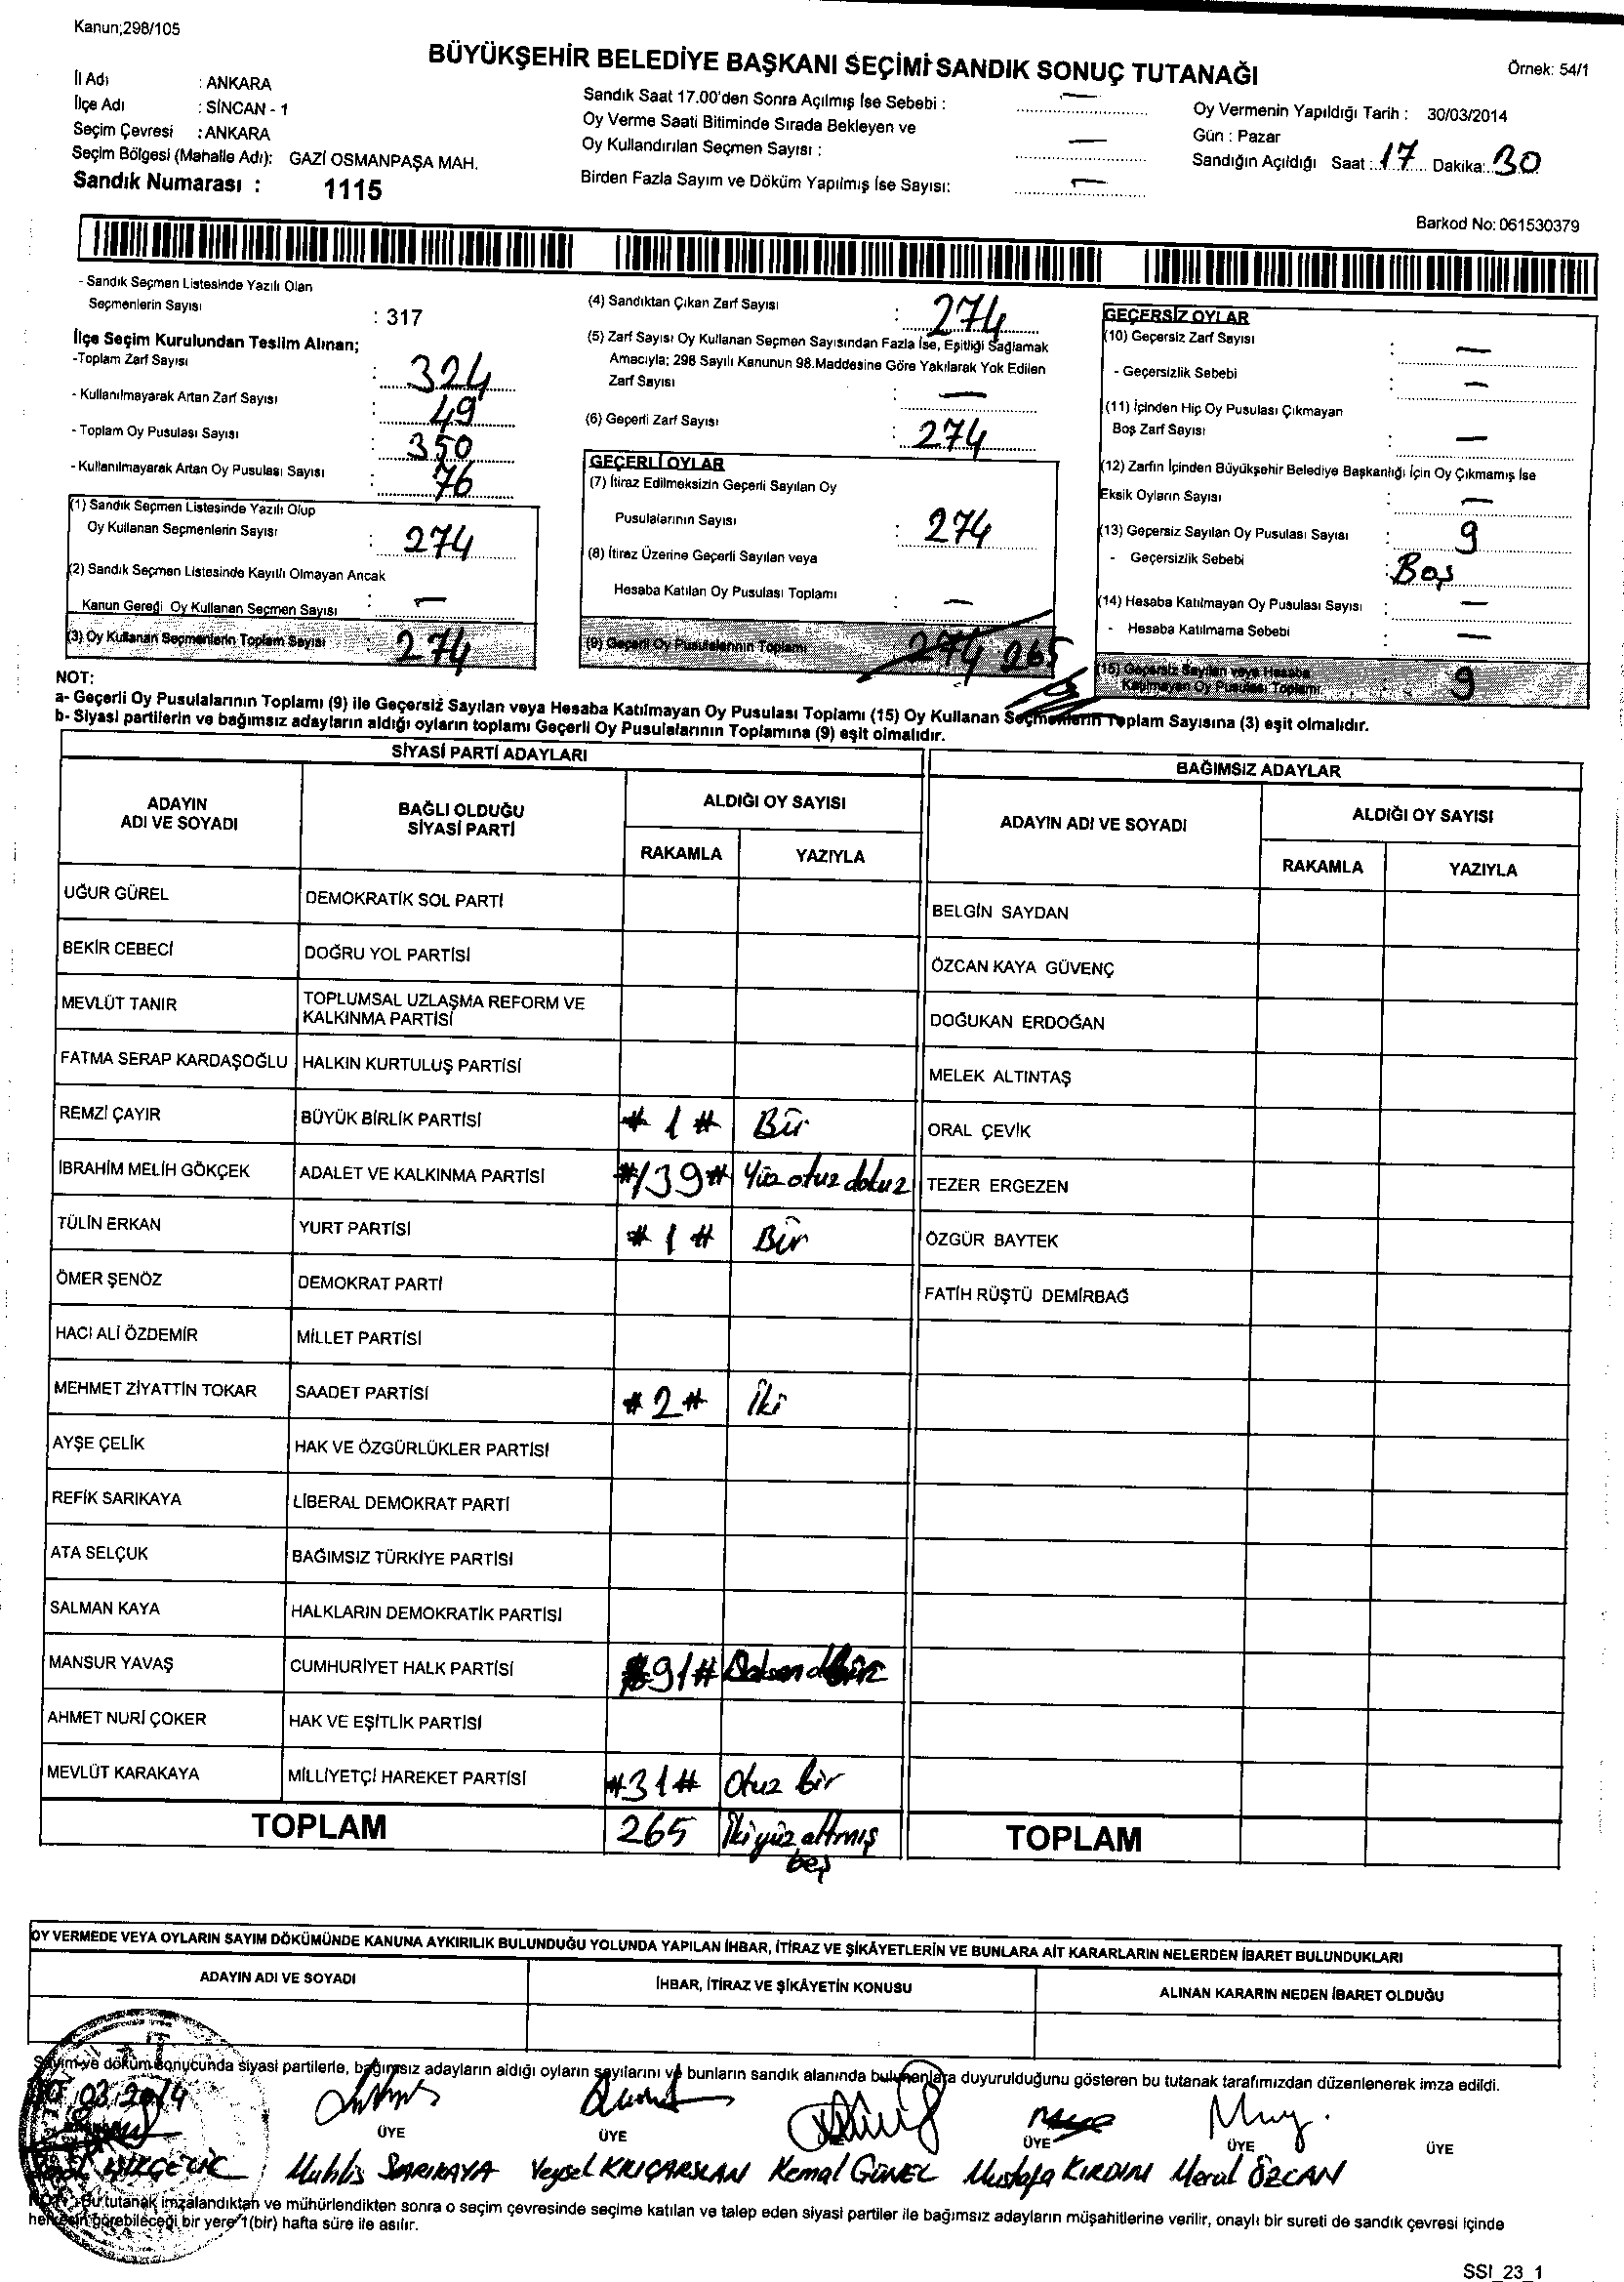 Kanun;298/105
BÜYÜKŞEHİR BELEDİYE BAŞKANI SEÇİMİ SANDIK SONUÇ TUTANAĞI
Örnek: 54/1
İl Adı : ANKARA
İlçe Adı : SİNCAN - 1
Seçim Çevresi : ANKARA
Seçim Bölgesi (Mahalle Adı): GAZİ OSMANPAŞA MAH.
Sandık Numarası : 1115
Sandık Saat 17.00'den Sonra Açılmış İse Sebebi : —
Oy Verme Saati Bitiminde Sırada Bekleyen ve
Oy Kullandırılan Seçmen Sayısı : —
Birden Fazla Sayım ve Döküm Yapılmış İse Sayısı: —
Oy Vermenin Yapıldığı Tarih : 30/03/2014
Gün : Pazar
Sandığın Açıldığı Saat : 17 Dakika: 30
Barkod No: 061530379
- Sandık Seçmen Listesinde Yazılı Olan
Seçmenlerin Sayısı : 317
İlçe Seçim Kurulundan Teslim Alınan;
-Toplam Zarf Sayısı : 324
- Kullanılmayarak Artan Zarf Sayısı : 49
- Toplam Oy Pusulası Sayısı : 350
- Kullanılmayarak Artan Oy Pusulası Sayısı : 76
(1) Sandık Seçmen Listesinde Yazılı Olup
Oy Kullanan Seçmenlerin Sayısı : 274
(2) Sandık Seçmen Listesinde Kayıtlı Olmayan Ancak
Kanun Gereği Oy Kullanan Seçmen Sayısı : —
(3) Oy Kullanan Seçmenlerin Toplam Sayısı : 274
(4) Sandıktan Çıkan Zarf Sayısı : 274
(5) Zarf Sayısı Oy Kullanan Seçmen Sayısından Fazla İse, Eşitliği Sağlamak
Amacıyla; 298 Sayılı Kanunun 98.Maddesine Göre Yakılarak Yok Edilen
Zarf Sayısı : —
(6) Geçerli Zarf Sayısı : 274
GEÇERLİ OYLAR
(7) İtiraz Edilmeksizin Geçerli Sayılan Oy
Pusulalarının Sayısı : 274
(8) İtiraz Üzerine Geçerli Sayılan veya
Hesaba Katılan Oy Pusulası Toplamı : —
(9) Geçerli Oy Pusulalarının Toplamı 274 265
GEÇERSİZ OYLAR
(10) Geçersiz Zarf Sayısı : —
- Geçersizlik Sebebi : —
(11) İçinden Hiç Oy Pusulası Çıkmayan
Boş Zarf Sayısı : —
(12) Zarfın İçinden Büyükşehir Belediye Başkanlığı İçin Oy Çıkmamış İse
Eksik Oyların Sayısı : —
(13) Geçersiz Sayılan Oy Pusulası Sayısı : 9
- Geçersizlik Sebebi : Boş
(14) Hesaba Katılmayan Oy Pusulası Sayısı : —
- Hesaba Katılmama Sebebi : —
(15) Geçersiz Sayılan veya Hesaba
Katılmayan Oy Pusulası Toplamı 9
NOT:
a- Geçerli Oy Pusulalarının Toplamı (9) ile Geçersiz Sayılan veya Hesaba Katılmayan Oy Pusulası Toplamı (15) Oy Kullanan Seçmenlerin Toplam Sayısına (3) eşit olmalıdır.
b- Siyasi partilerin ve bağımsız adayların aldığı oyların toplamı Geçerli Oy Pusulalarının Toplamına (9) eşit olmalıdır.
SİYASİ PARTİ ADAYLARI
ADAYIN ADI VE SOYADI
BAĞLI OLDUĞU SİYASİ PARTİ
ALDIĞI OY SAYISI
RAKAMLA YAZIYLA
UĞUR GÜREL DEMOKRATİK SOL PARTİ
BEKİR CEBECİ DOĞRU YOL PARTİSİ
MEVLÜT TANIR TOPLUMSAL UZLAŞMA REFORM VE
KALKINMA PARTİSİ
FATMA SERAP KARDAŞOĞLU HALKIN KURTULUŞ PARTİSİ
REMZİ ÇAYIR BÜYÜK BİRLİK PARTİSİ # 1 # Bir
İBRAHİM MELİH GÖKÇEK ADALET VE KALKINMA PARTİSİ #139# Yüz otuz dokuz
TÜLİN ERKAN YURT PARTİSİ # 1 # Bir
ÖMER ŞENÖZ DEMOKRAT PARTİ
HACI ALİ ÖZDEMİR MİLLET PARTİSİ
MEHMET ZİYATTİN TOKAR SAADET PARTİSİ #2# İki
AYŞE ÇELİK HAK VE ÖZGÜRLÜKLER PARTİSİ
REFİK SARIKAYA LİBERAL DEMOKRAT PARTİ
ATA SELÇUK BAĞIMSIZ TÜRKİYE PARTİSİ
SALMAN KAYA HALKLARIN DEMOKRATİK PARTİSİ
MANSUR YAVAŞ CUMHURİYET HALK PARTİSİ #91#
AHMET NURİ ÇOKER HAK VE EŞİTLİK PARTİSİ
MEVLÜT KARAKAYA MİLLİYETÇİ HAREKET PARTİSİ #31# Otuz bir
TOPLAM 265 İki yüz altmış
beş
BAĞIMSIZ ADAYLAR
ADAYIN ADI VE SOYADI
ALDIĞI OY SAYISI
RAKAMLA YAZIYLA
BELGİN SAYDAN
ÖZCAN KAYA GÜVENÇ
DOĞUKAN ERDOĞAN
MELEK ALTINTAŞ
ORAL ÇEVİK
TEZER ERGEZEN
ÖZGÜR BAYTEK
FATİH RÜŞTÜ DEMİRBAĞ
TOPLAM
OY VERMEDE VEYA OYLARIN SAYIM DÖKÜMÜNDE KANUNA AYKIRILIK BULUNDUĞU YOLUNDA YAPILAN İHBAR, İTİRAZ VE ŞİKÂYETLERİN VE BUNLARA AİT KARARLARIN NELERDEN İBARET BULUNDUKLARI
ADAYIN ADI VE SOYADI İHBAR, İTİRAZ VE ŞİKÂYETİN KONUSU ALINAN KARARIN NEDEN İBARET OLDUĞU
Sayım ve döküm sonucunda siyasi partilerle, bağımsız adayların aldığı oyların sayılarını ve bunların sandık alanında bulunanlara duyurulduğunu gösteren bu tutanak tarafımızdan düzenlenerek imza edildi.
03.2014
ÜYE ÜYE ÜYE ÜYE ÜYE
Muhlis SARIKAYA Veysel KILIÇARSLAN Kemal GÜNEL Mustafa KIRDIM Meral ÖZCAN
NOT: Bu tutanak imzalandıktan ve mühürlendikten sonra o seçim çevresinde seçime katılan ve talep eden siyasi partiler ile bağımsız adayların müşahitlerine verilir, onaylı bir sureti de sandık çevresi içinde
herkesin görebileceği bir yere 1 (bir) hafta süre ile asılır.
SSI_23_1